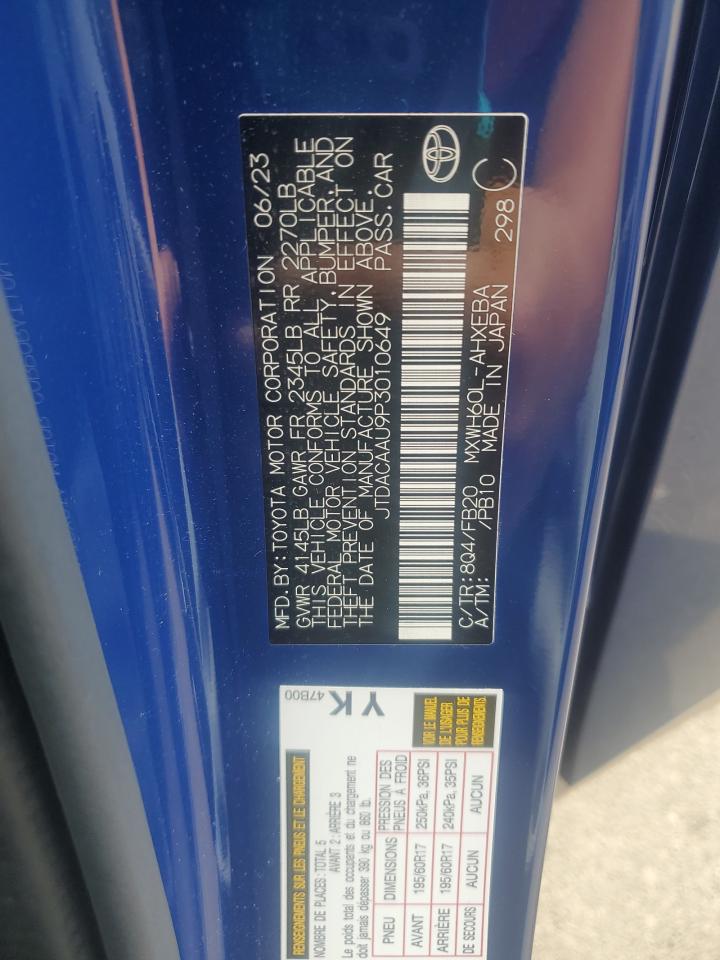 MFD.BY:TOYOTA MOTOR CORPORATION 06/23
GVWR 4145LB GAWR FR 2345LB RR 2270LB
THIS VEHICLE CONFORMS TO ALL APPLICABLE
FEDERAL MOTOR VEHICLE SAFETY, BUMPER, AND
THEFT PREVENTION STANDARDS IN EFFECT ON
THE DATE OF MANUFACTURE SHOWN ABOVE.
JTDACAAU9P3010649 PASS.CAR
C/TR:8Q4/FB20 MXWH60L-AHXEBA
A/TM: /PB10 MADE IN JAPAN 298 C
RENSEIGNEMENTS SUR LES PNEUS ET LE CHARGEMENT
47B00
YK
NOMBRE DE PLACES:TOTAL 5
AVANT 2:ARRIÈRE 3
Le poids total des occupants et du chargement ne
doit jamais dépasser 390 kg ou 860 lb.
PNEU DIMENSIONS PRESSION DES PNEUS À FROID
AVANT 195/60R17 250kPa, 36PSI
ARRIÈRE 195/60R17 240kPa, 35PSI
DE SECOURS AUCUN AUCUN
VOIR LE MANUEL
DE L'USAGER
POUR PLUS DE
RENSEIGNEMENTS